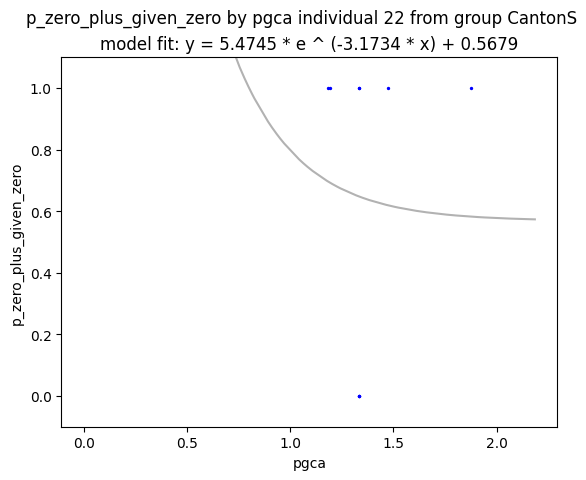 p_zero_plus_given_zero by pgca individual 22 from group CantonS
model fit: y = 5.4745 * e ^ (-3.1734 * x) + 0.5679
1.0
0.8
0.6
0.4
0.2
0.0
p_zero_plus_given_zero
0.0 0.5 1.0 1.5 2.0
pgca